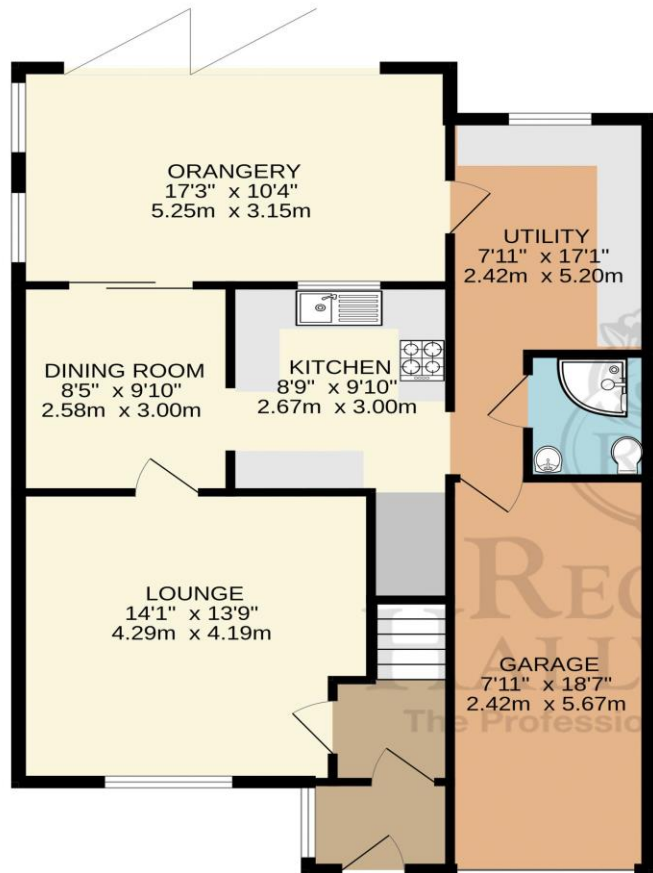 ORANGERY
17'3" x 10'4"
5.25m x 3.15m
UTILITY
7'11" x 17'1"
2.42m x 5.20m
DINING ROOM
8'5" x 9'10"
2.58m x 3.00m
KITCHEN
8'9" x 9'10"
2.67m x 3.00m
LOUNGE
14'1" x 13'9"
4.29m x 4.19m
GARAGE
7'11" x 18'7"
2.42m x 5.67m
The